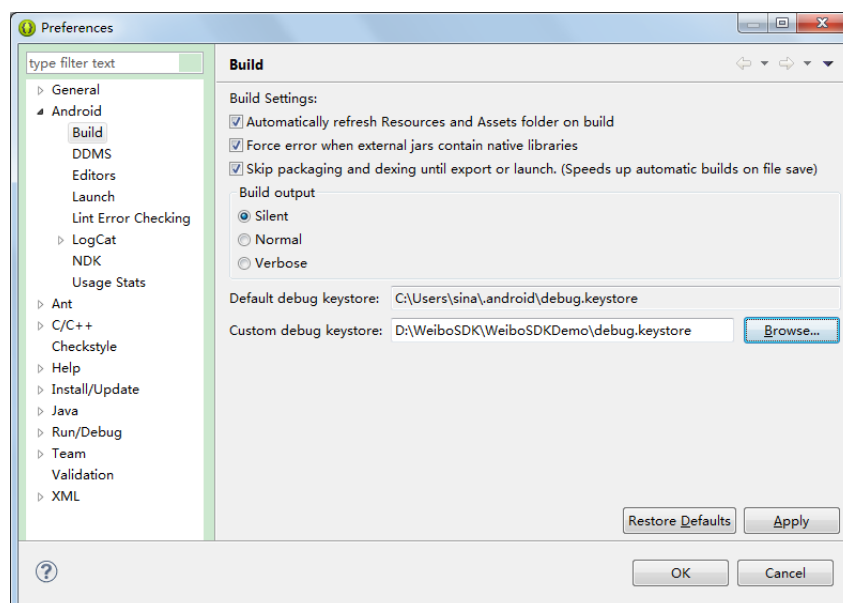 Preferences
type filter text
General
Android
Build
DDMS
Editors
Launch
Lint Error Checking
LogCat
NDK
Usage Stats
Ant
C/C++
Checkstyle
Help
Install/Update
Java
Run/Debug
Team
Validation
XML
Build
Build Settings:
Automatically refresh Resources and Assets folder on build
Force error when external jars contain native libraries
Skip packaging and dexing until export or launch. (Speeds up automatic builds on file save)
Build output
Silent
Normal
Verbose
Default debug keystore: C:\Users\sina\.android\debug.keystore
Custom debug keystore: D:\WeiboSDK\WeiboSDKDemo\debug.keystore Browse...
Restore Defaults Apply
? OK Cancel